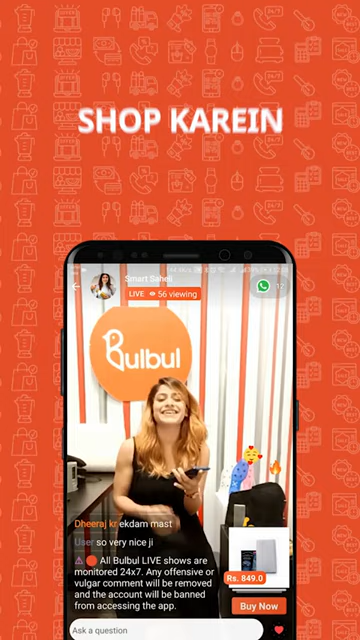 SHOP KAREIN
Smart Saheli
LIVE 56 viewing
12
Bulbul
Dheeraj kr ekdam mast
User so very nice ji
All Bulbul LIVE shows are
monitored 24x7. Any offensive or
vulgar comment will be removed
and the account will be banned
from accessing the app.
Rs. 849.0
Buy Now
Ask a question